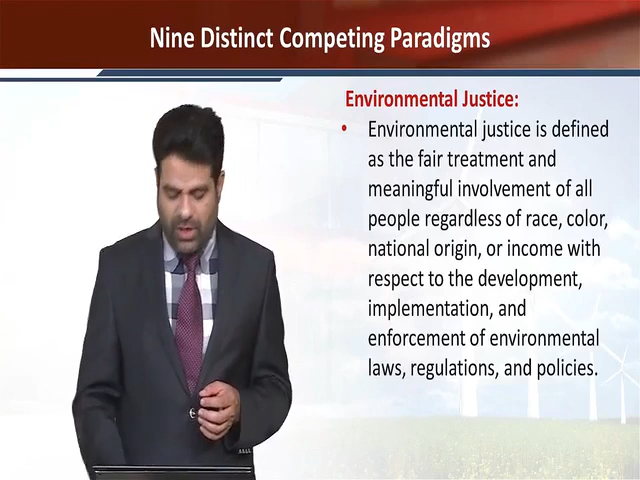 Nine Distinct Competing Paradigms
Environmental Justice:
• Environmental justice is defined
as the fair treatment and
meaningful involvement of all
people regardless of race, color,
national origin, or income with
respect to the development,
implementation, and
enforcement of environmental
laws, regulations, and policies.